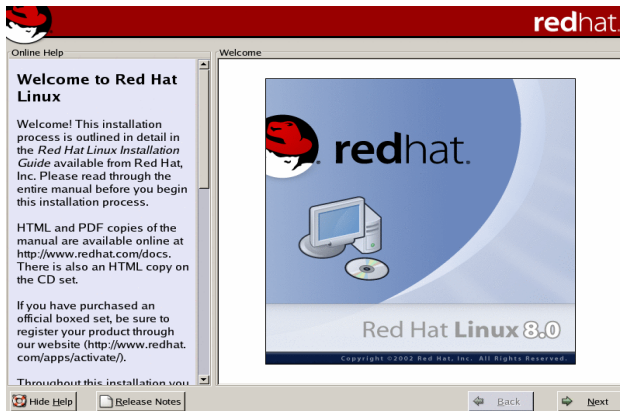 redhat.
Online Help
Welcome
Welcome to Red Hat
Linux
Welcome! This installation
process is outlined in detail in
the Red Hat Linux Installation
Guide available from Red Hat,
Inc. Please read through the
entire manual before you begin
this installation process.
HTML and PDF copies of the
manual are available online at
http://www.redhat.com/docs.
There is also an HTML copy on
the CD set.
If you have purchased an
official boxed set, be sure to
register your product through
our website (http://www.redhat.
com/apps/activate/).
Throughout this installation you
redhat.
Red Hat Linux 8.0
Copyright ©2002 Red Hat, Inc. All Rights Reserved.
Hide Help
Release Notes
Back
Next